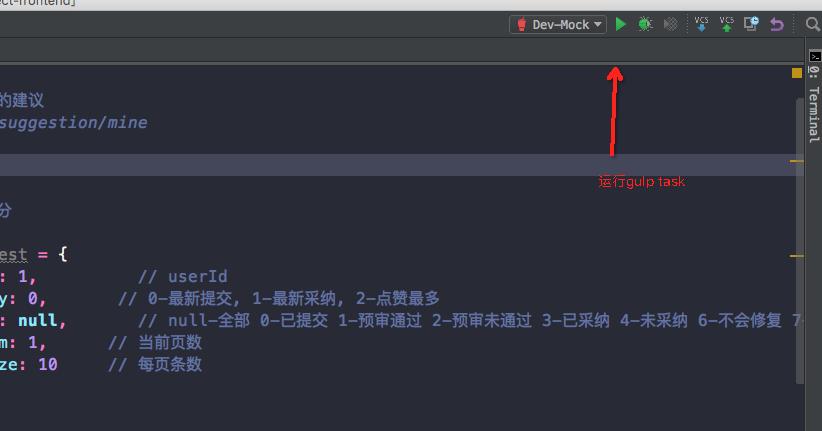 ect-frontend]
Dev-Mock
VCS VCS
0: Terminal
的建议
suggestion/mine
运行gulp task
分
est = {
: 1, // userId
y: 0, // 0-最新提交, 1-最新采纳, 2-点赞最多
: null, // null-全部 0-已提交 1-预审通过 2-预审未通过 3-已采纳 4-未采纳 6-不会修复 7-
m: 1, // 当前页数
ze: 10 // 每页条数